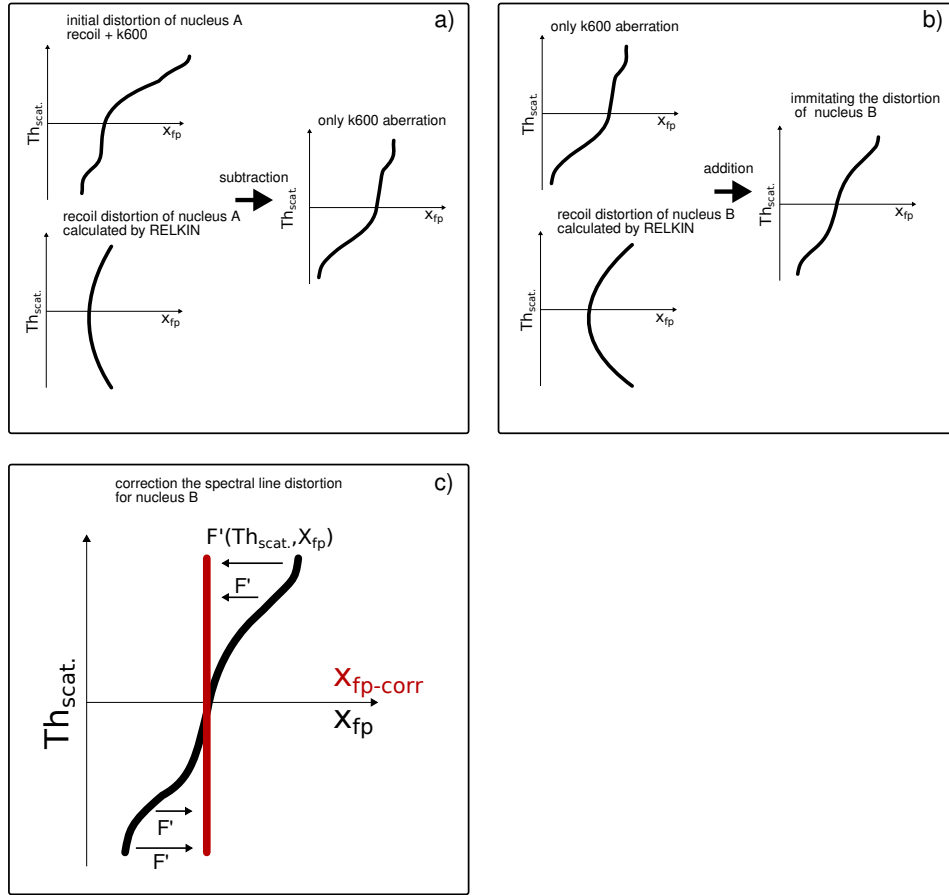 a)
initial distorton of nucleus A
recoil + k600
Th scat.
x fp
only k600 aberration
subtraction
Th scat.
x fp
recoil distortion of nucleus A
calculated by RELKIN
Th scat.
x fp
b)
only k600 aberration
Th scat.
x fp
immitating the distortion
of nucleus B
addition
Th scat.
x fp
recoil distortion of nucleus B
calculated by RELKIN
Th scat.
x fp
c)
correction the spectral line distortion
for nucleus B
F'(Th scat. ,X fp )
F'
Th scat.
x fp-corr
x fp
F'
F'